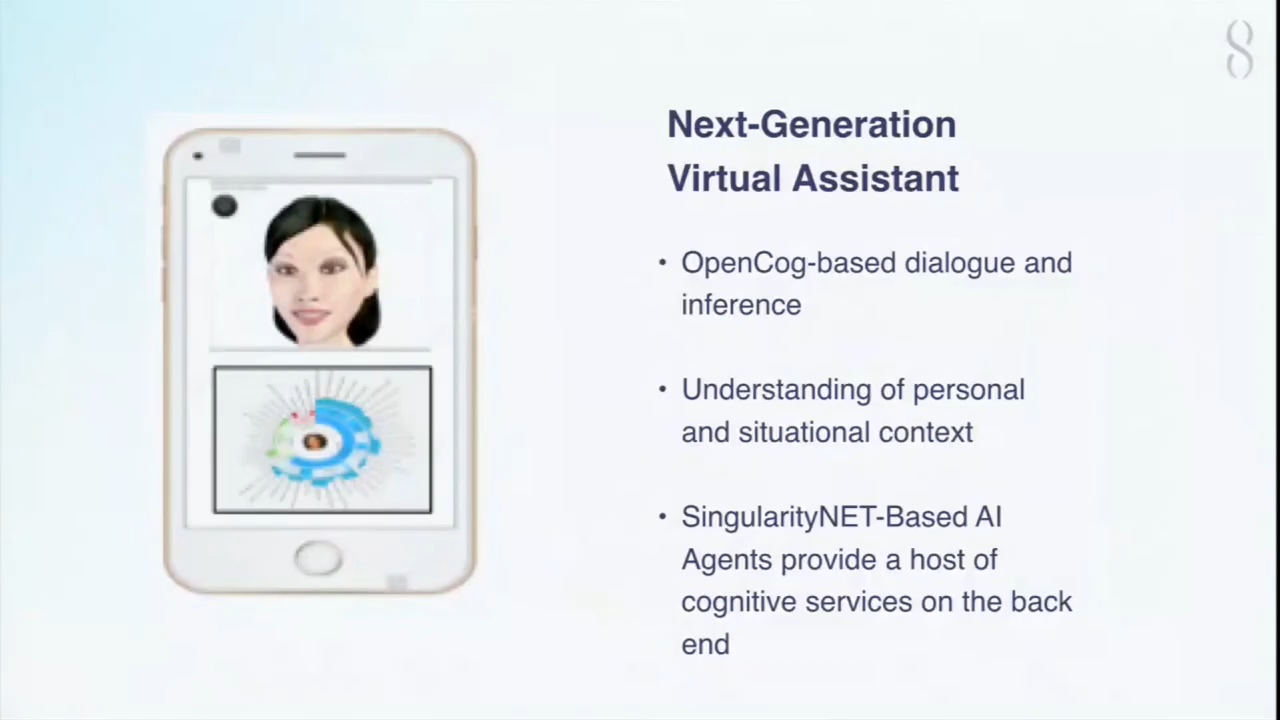 Next-Generation
Virtual Assistant
• OpenCog-based dialogue and
inference
• Understanding of personal
and situational context
• SingularityNET-Based AI
Agents provide a host of
cognitive services on the back
end